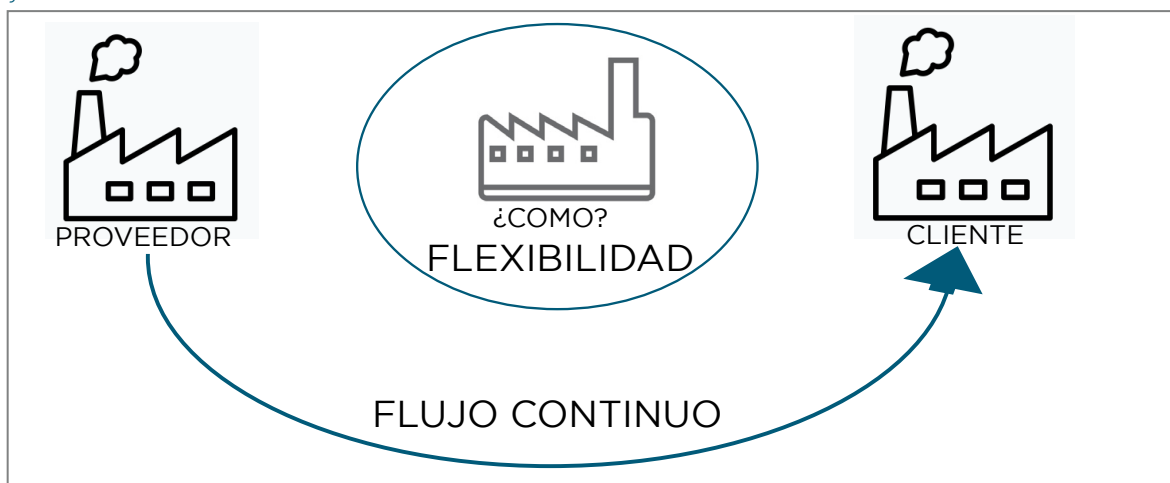 ¿COMO?
PROVEEDOR
CLIENTE
FLEXIBILIDAD
FLUJO CONTINUO